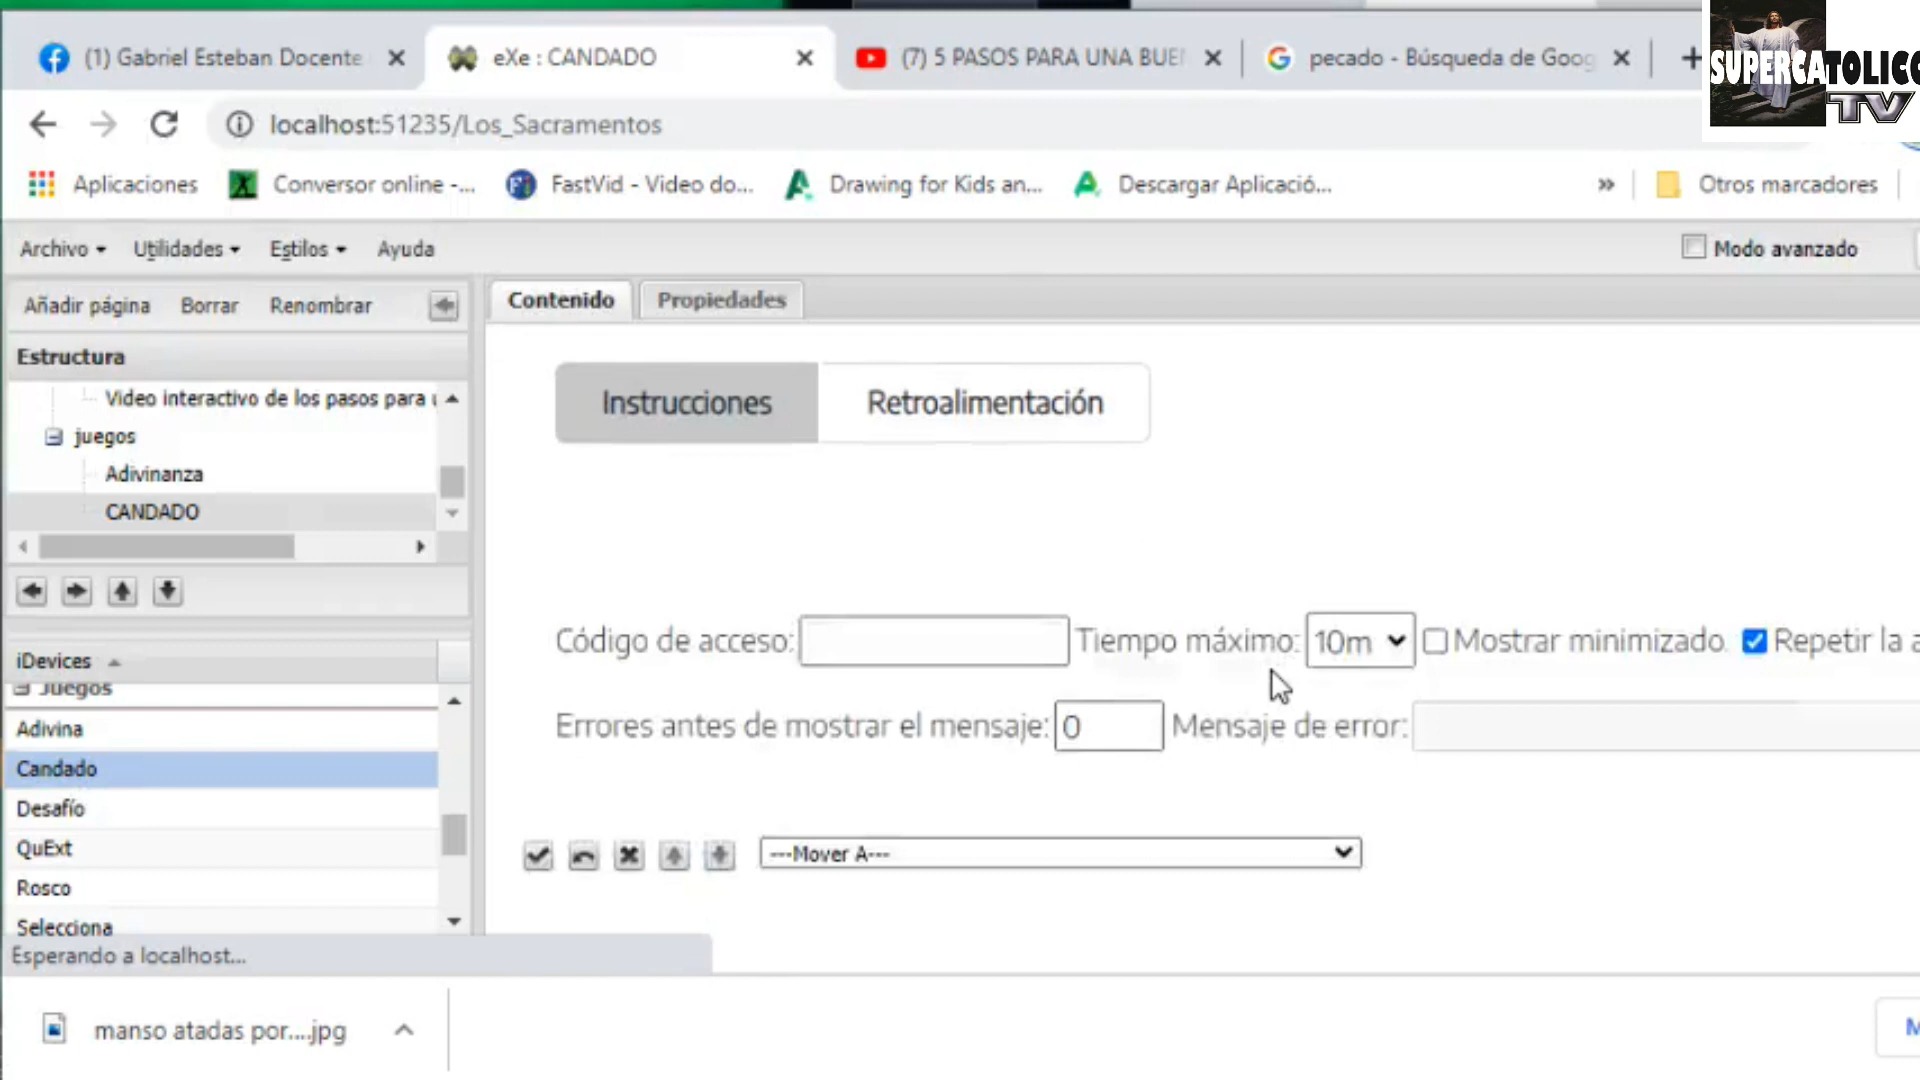 (1) Gabriel Esteban Docente
eXe : CANDADO
(7) 5 PASOS PARA UNA BUE
pecado - Búsqueda de Goog
SUPERCATOLICO
TV
localhost:51235/Los_Sacramentos
Aplicaciones
Conversor online -...
FastVid - Video do...
Drawing for Kids an...
Descargar Aplicació...
»
Otros marcadores
Archivo
Utilidades
Estilos
Ayuda
Modo avanzado
Añadir página
Borrar
Renombrar
Contenido
Propiedades
Estructura
Video interactivo de los pasos para
juegos
Adivinanza
CANDADO
Instrucciones
Retroalimentación
Código de acceso:
Tiempo máximo: 10m
Mostrar minimizado.
Repetir la a
Errores antes de mostrar el mensaje: 0
Mensaje de error:
iDevices
Juegos
Adivina
Candado
Desafío
QuExt
Rosco
Selecciona
---Mover A---
Esperando a localhost...
manso atadas por....jpg
M